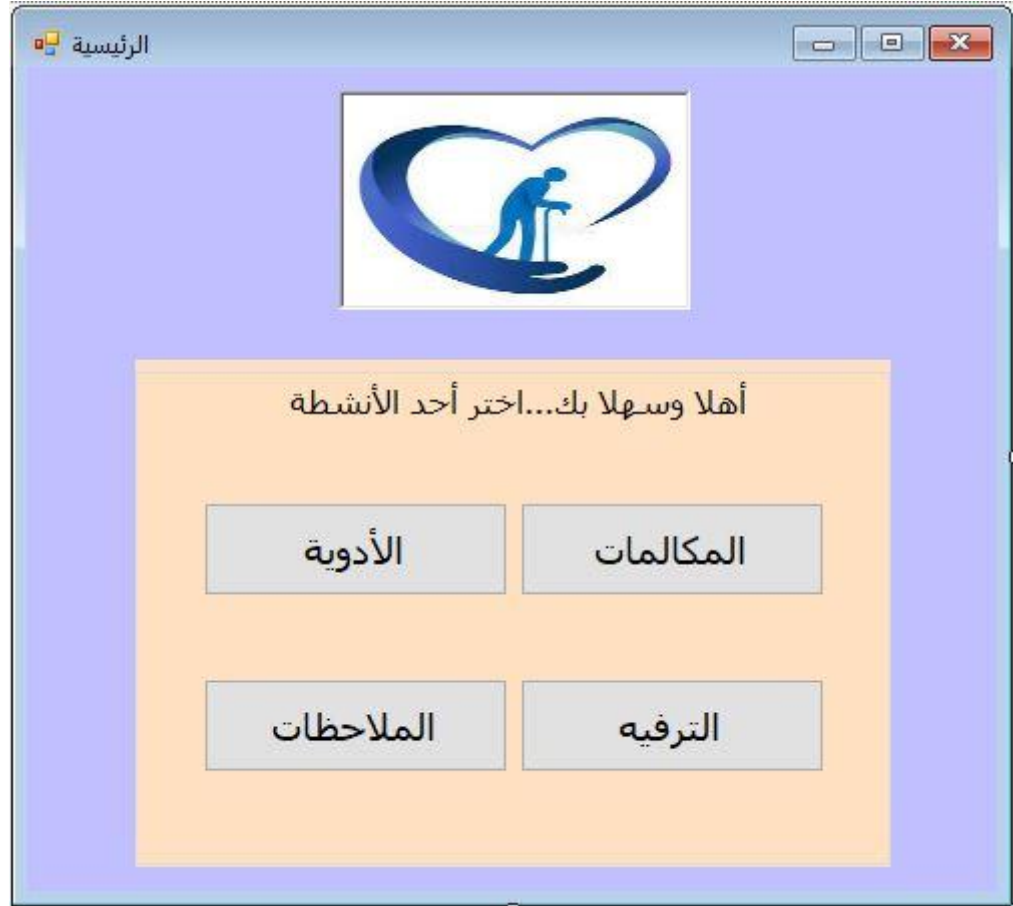 الرئيسية
أهلا وسهلا بك...اختر أحد الأنشطة
المكالمات
الأدوية
الترفيه
الملاحظات